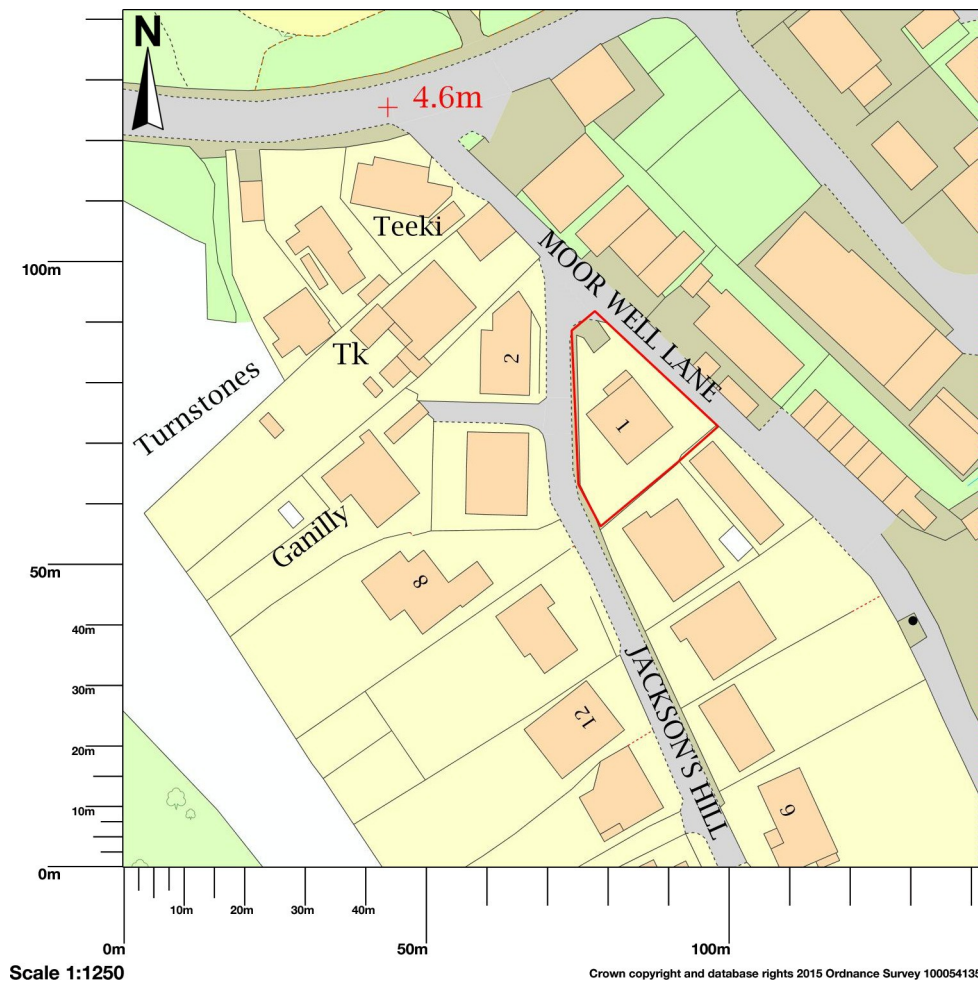 N
4.6m
Teeki
MOOR WELL LANE
100m
2
Tk
Turnstones
1
Ganilly
50m
8
40m
JACKSON'S HILL
30m
12
20m
10m
9
0m
10m
20m
30m
40m
0m
50m
100m
Scale 1:1250
Crown copyright and database rights 2015 Ordnance Survey 100054135